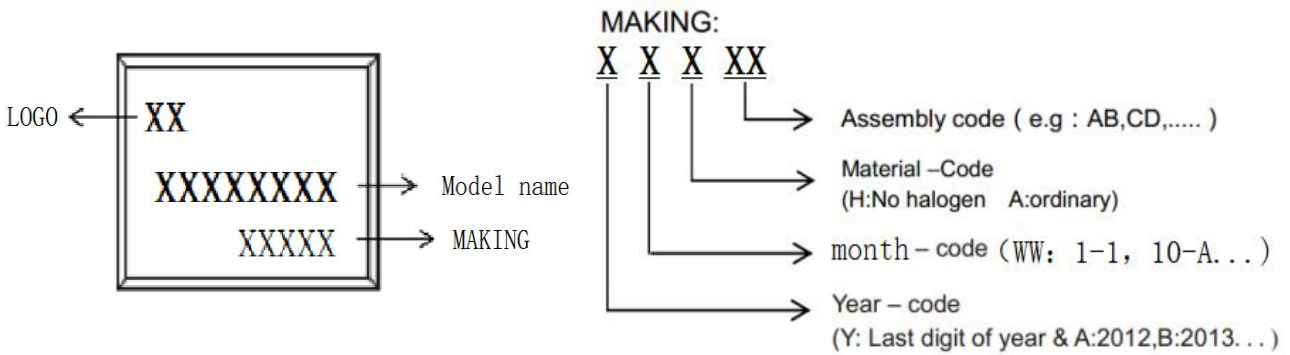 LOGO
XX
XXXXXXXX
Model name
XXXXX
MAKING
MAKING:
X X X XX
Assembly code ( e.g : AB,CD,..... )
Material –Code
(H:No halogen A:ordinary)
month – code (WW: 1-1, 10-A...)
Year – code
(Y: Last digit of year & A:2012,B:2013...)